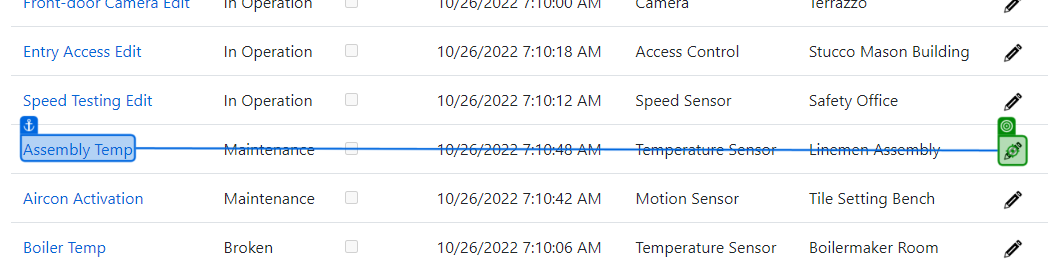 Front-door Camera Edit In Operation 10/26/2022 7:10:00 AM Camera Terrazzo
Entry Access Edit In Operation 10/26/2022 7:10:18 AM Access Control Stucco Mason Building
Speed Testing Edit In Operation 10/26/2022 7:10:12 AM Speed Sensor Safety Office
Assembly Temp Maintenance 10/26/2022 7:10:48 AM Temperature Sensor Linemen Assembly
Aircon Activation Maintenance 10/26/2022 7:10:42 AM Motion Sensor Tile Setting Bench
Boiler Temp Broken 10/26/2022 7:10:06 AM Temperature Sensor Boilermaker Room